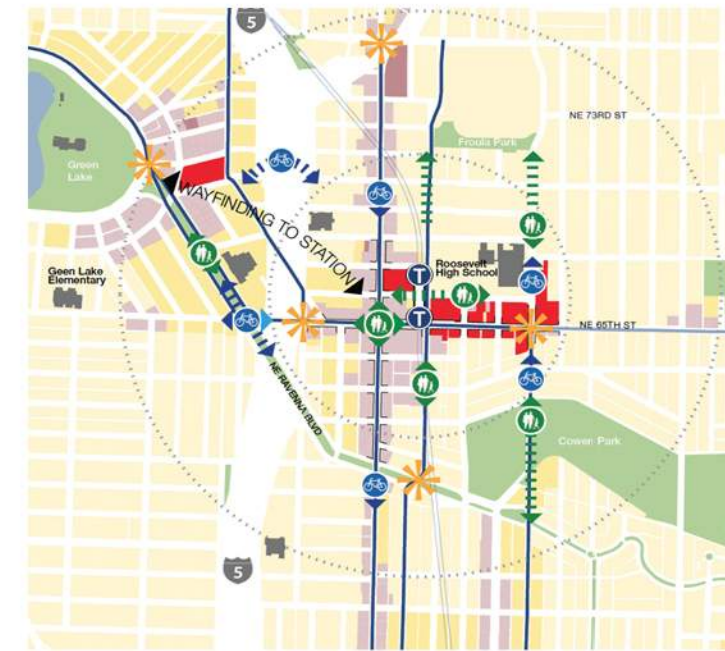 5
NE 73RD ST
Froula Park
Green
Lake
WAYFINDING TO STATION
Roosevelt
High School
T
Geen Lake
Elementary
T
NE 65TH ST
NE RAVENNA BLVD
Cowen Park
5